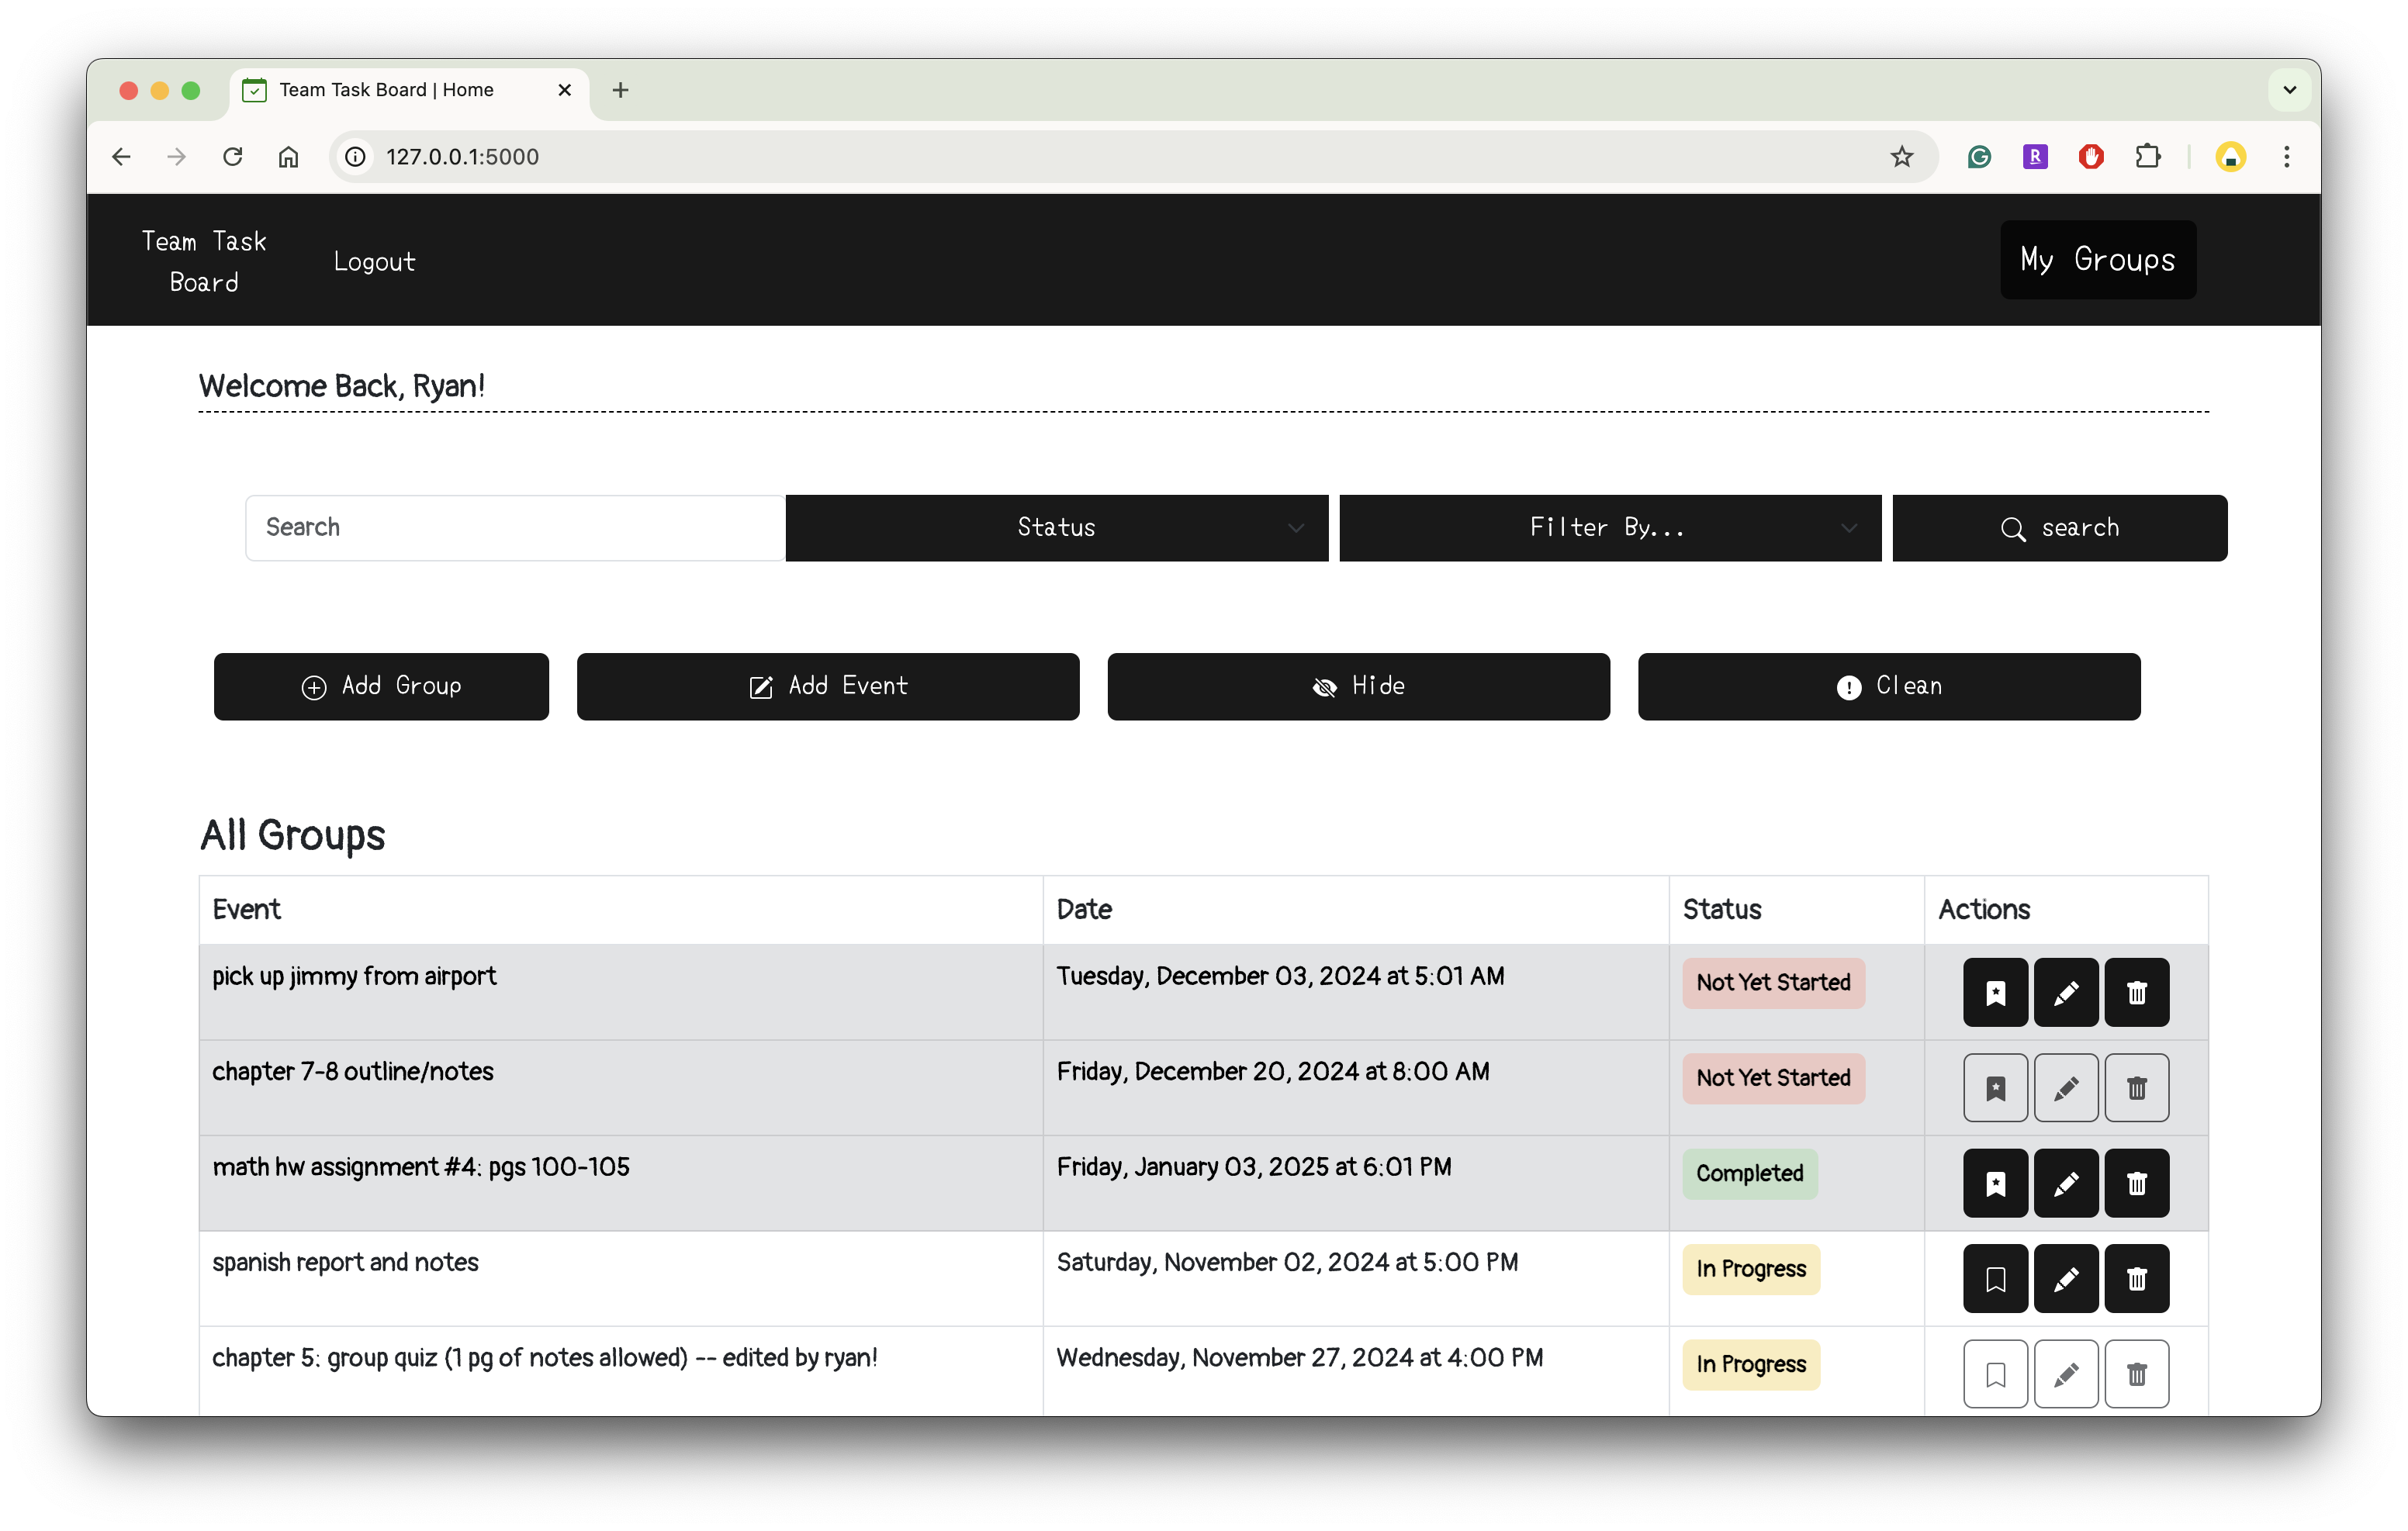 Team Task Board | Home
127.0.0.1:5000
Team Task
Board
Logout
My Groups
Welcome Back, Ryan!
Search
Status
Filter By...
search
Add Group
Add Event
Hide
Clean
All Groups
Event Date Status Actions
pick up jimmy from airport Tuesday, December 03, 2024 at 5:01 AM Not Yet Started
chapter 7-8 outline/notes Friday, December 20, 2024 at 8:00 AM Not Yet Started
math hw assignment #4: pgs 100-105 Friday, January 03, 2025 at 6:01 PM Completed
spanish report and notes Saturday, November 02, 2024 at 5:00 PM In Progress
chapter 5: group quiz (1 pg of notes allowed) -- edited by ryan! Wednesday, November 27, 2024 at 4:00 PM In Progress